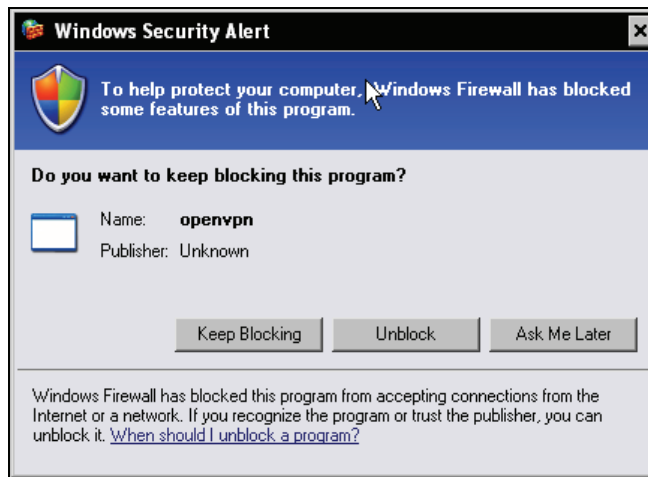 Windows Security Alert
To help protect your computer, Windows Firewall has blocked
some features of this program.
Do you want to keep blocking this program?
Name: openvpn
Publisher: Unknown
Keep Blocking Unblock Ask Me Later
Windows Firewall has blocked this program from accepting connections from the
Internet or a network. If you recognize the program or trust the publisher, you can
unblock it. When should I unblock a program?